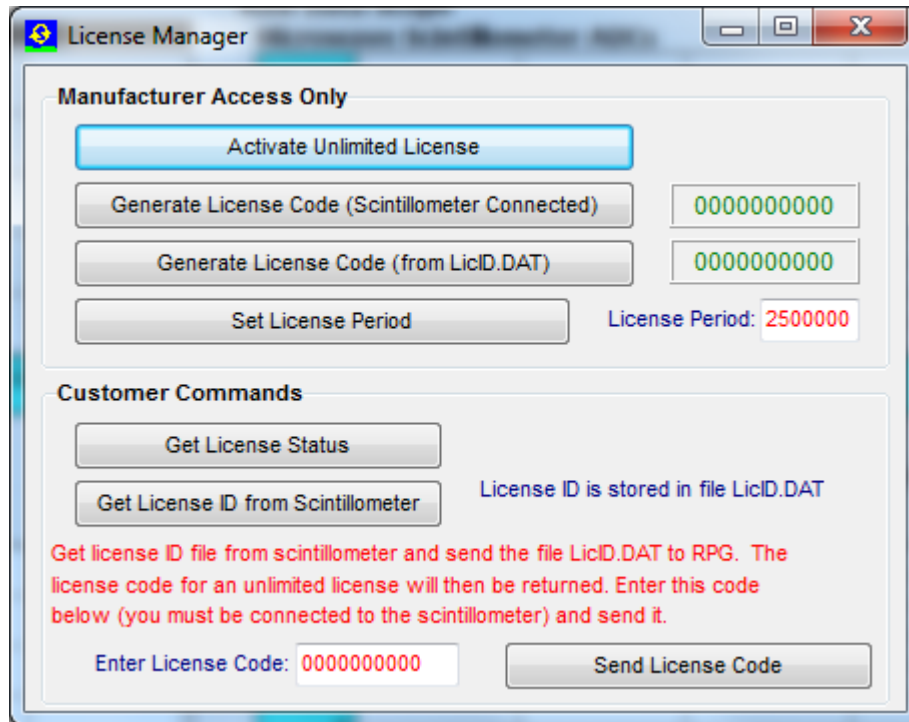 License Manager
Manufacturer Access Only
Activate Unlimited License
Generate License Code (Scintillometer Connected) 0000000000
Generate License Code (from LicID.DAT) 0000000000
Set License Period License Period: 2500000
Customer Commands
Get License Status
Get License ID from Scintillometer License ID is stored in file LicID.DAT
Get license ID file from scintillometer and send the file LicID.DAT to RPG. The
license code for an unlimited license will then be returned. Enter this code
below (you must be connected to the scintillometer) and send it.
Enter License Code: 0000000000 Send License Code